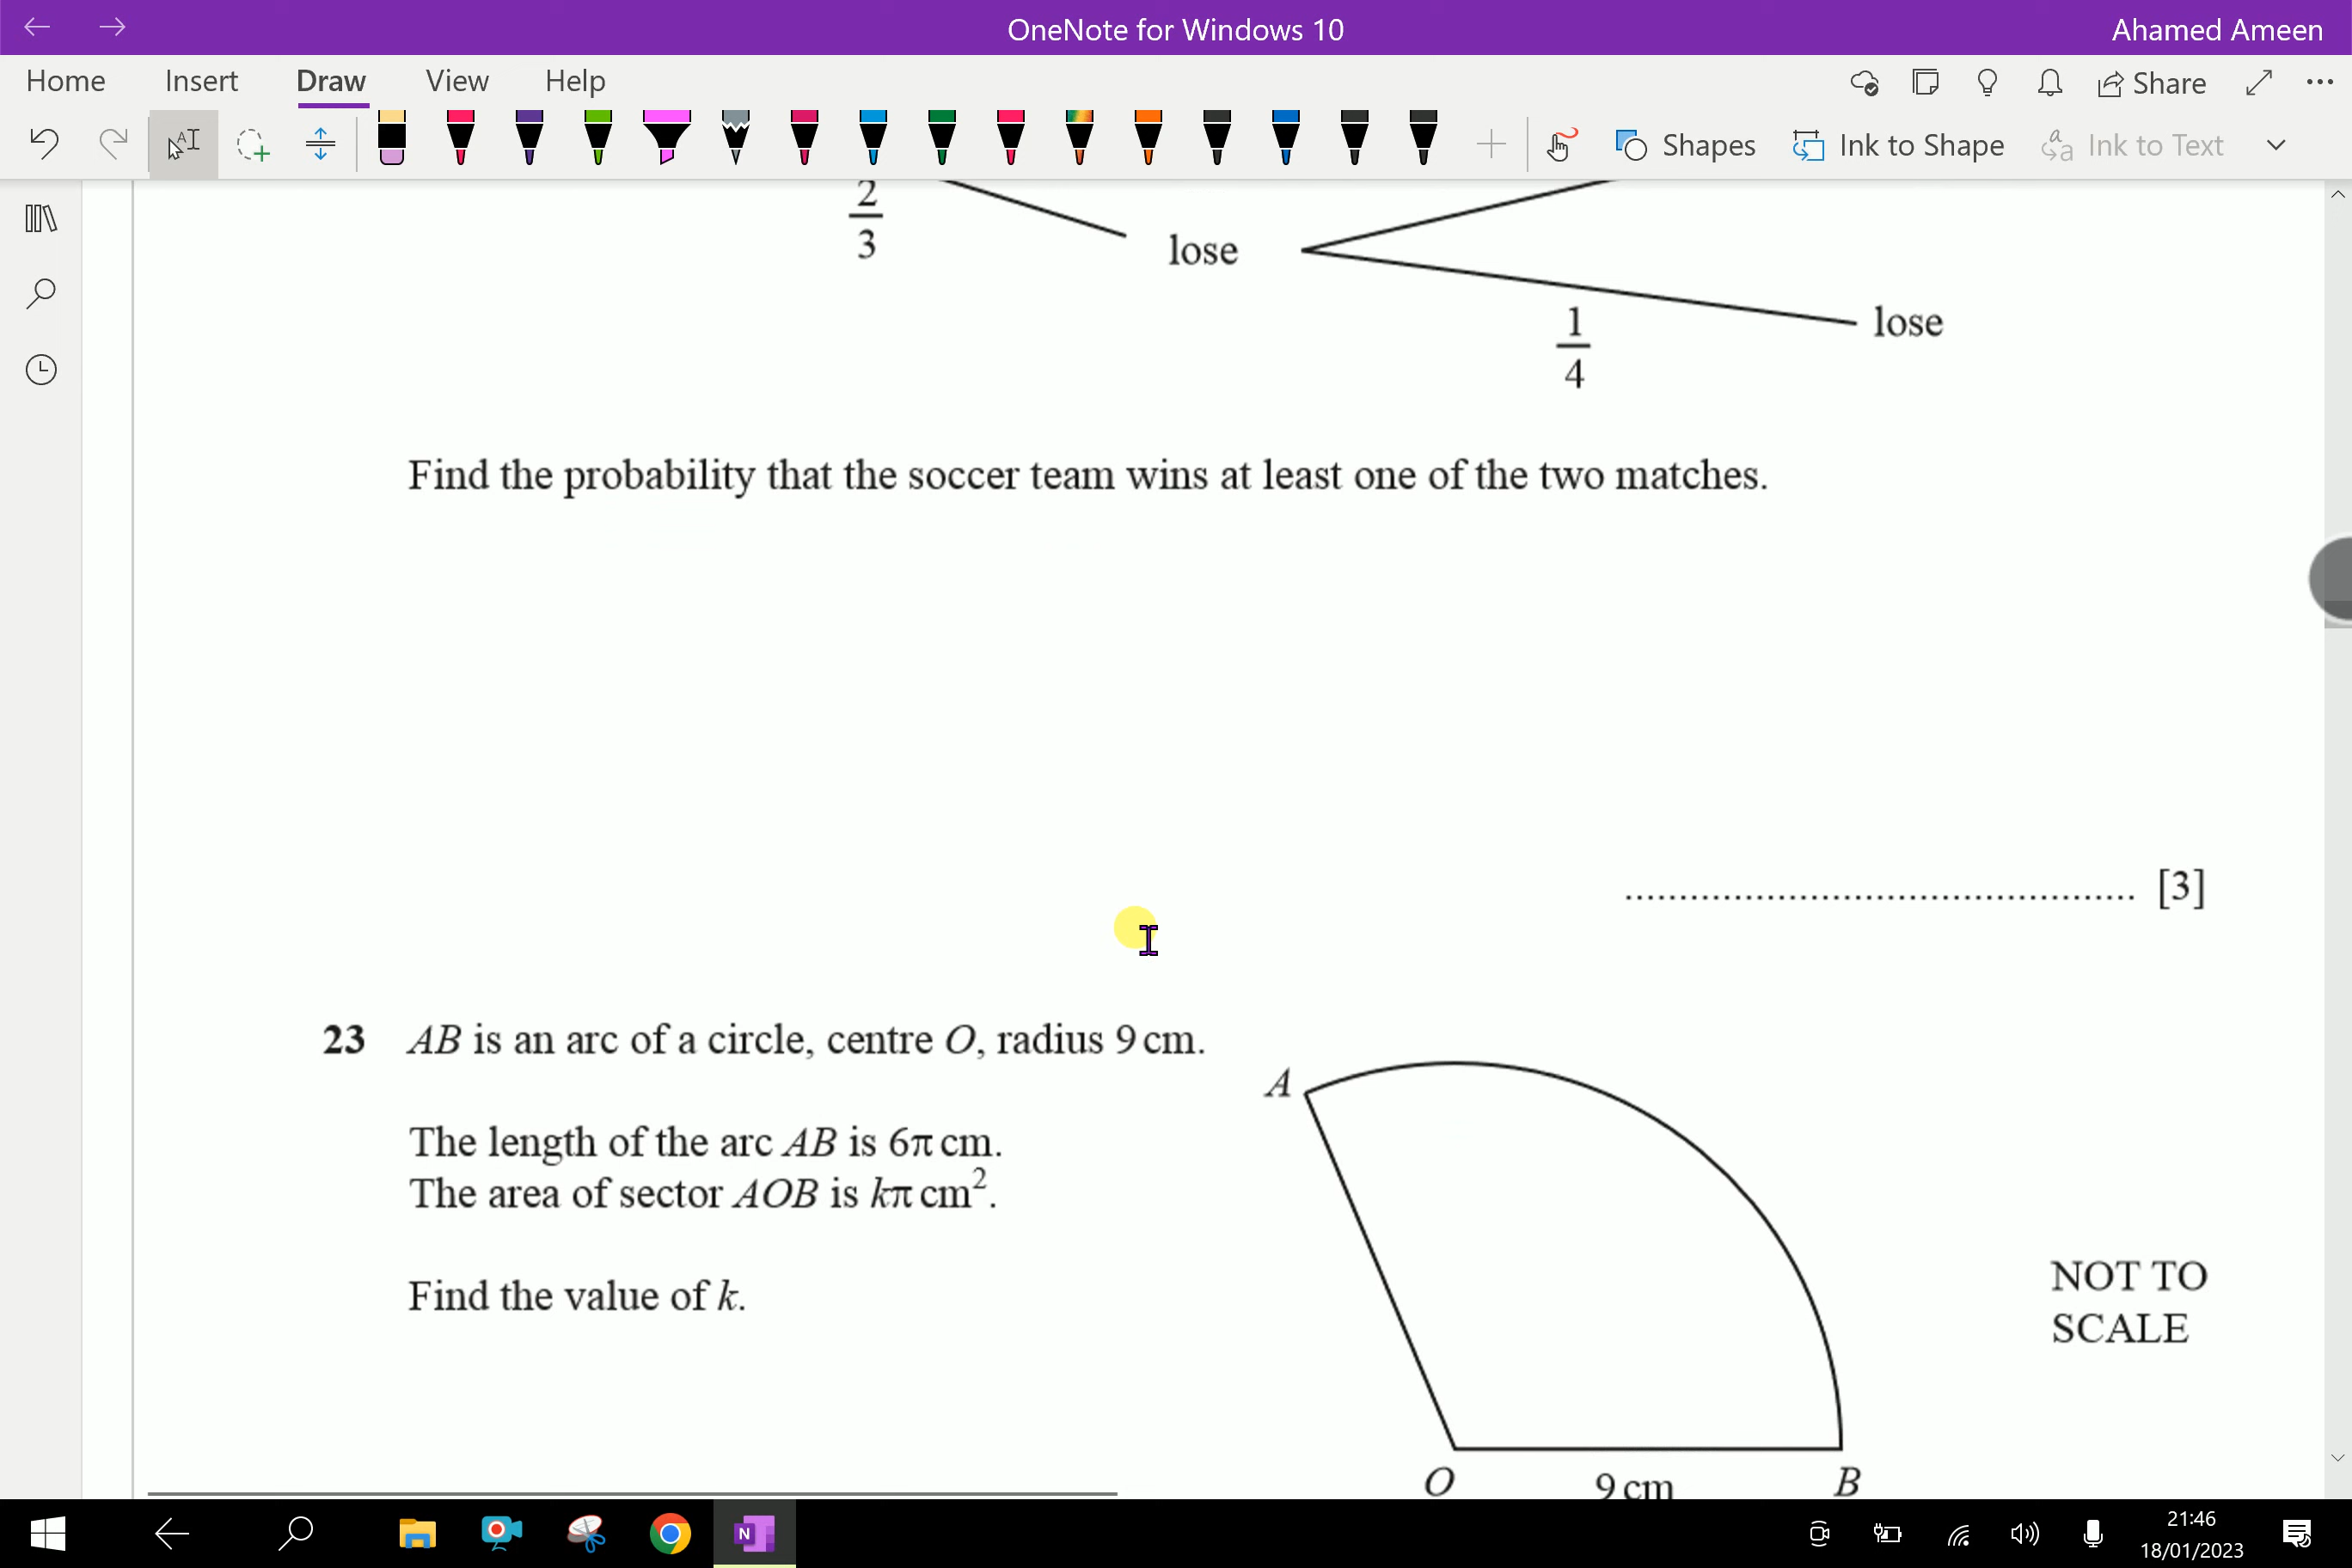 OneNote for Windows 10
Ahamed Ameen
Home Insert Draw View Help
Share
Shapes Ink to Shape Ink to Text
2
3
lose
lose
1
4
Find the probability that the soccer team wins at least one of the two matches.
.............................................. [3]
23 AB is an arc of a circle, centre O, radius 9 cm.
A
The length of the arc AB is 6π cm.
The area of sector AOB is kπ cm².
NOT TO
SCALE
Find the value of k.
O 9 cm B
N
21:46
18/01/2023